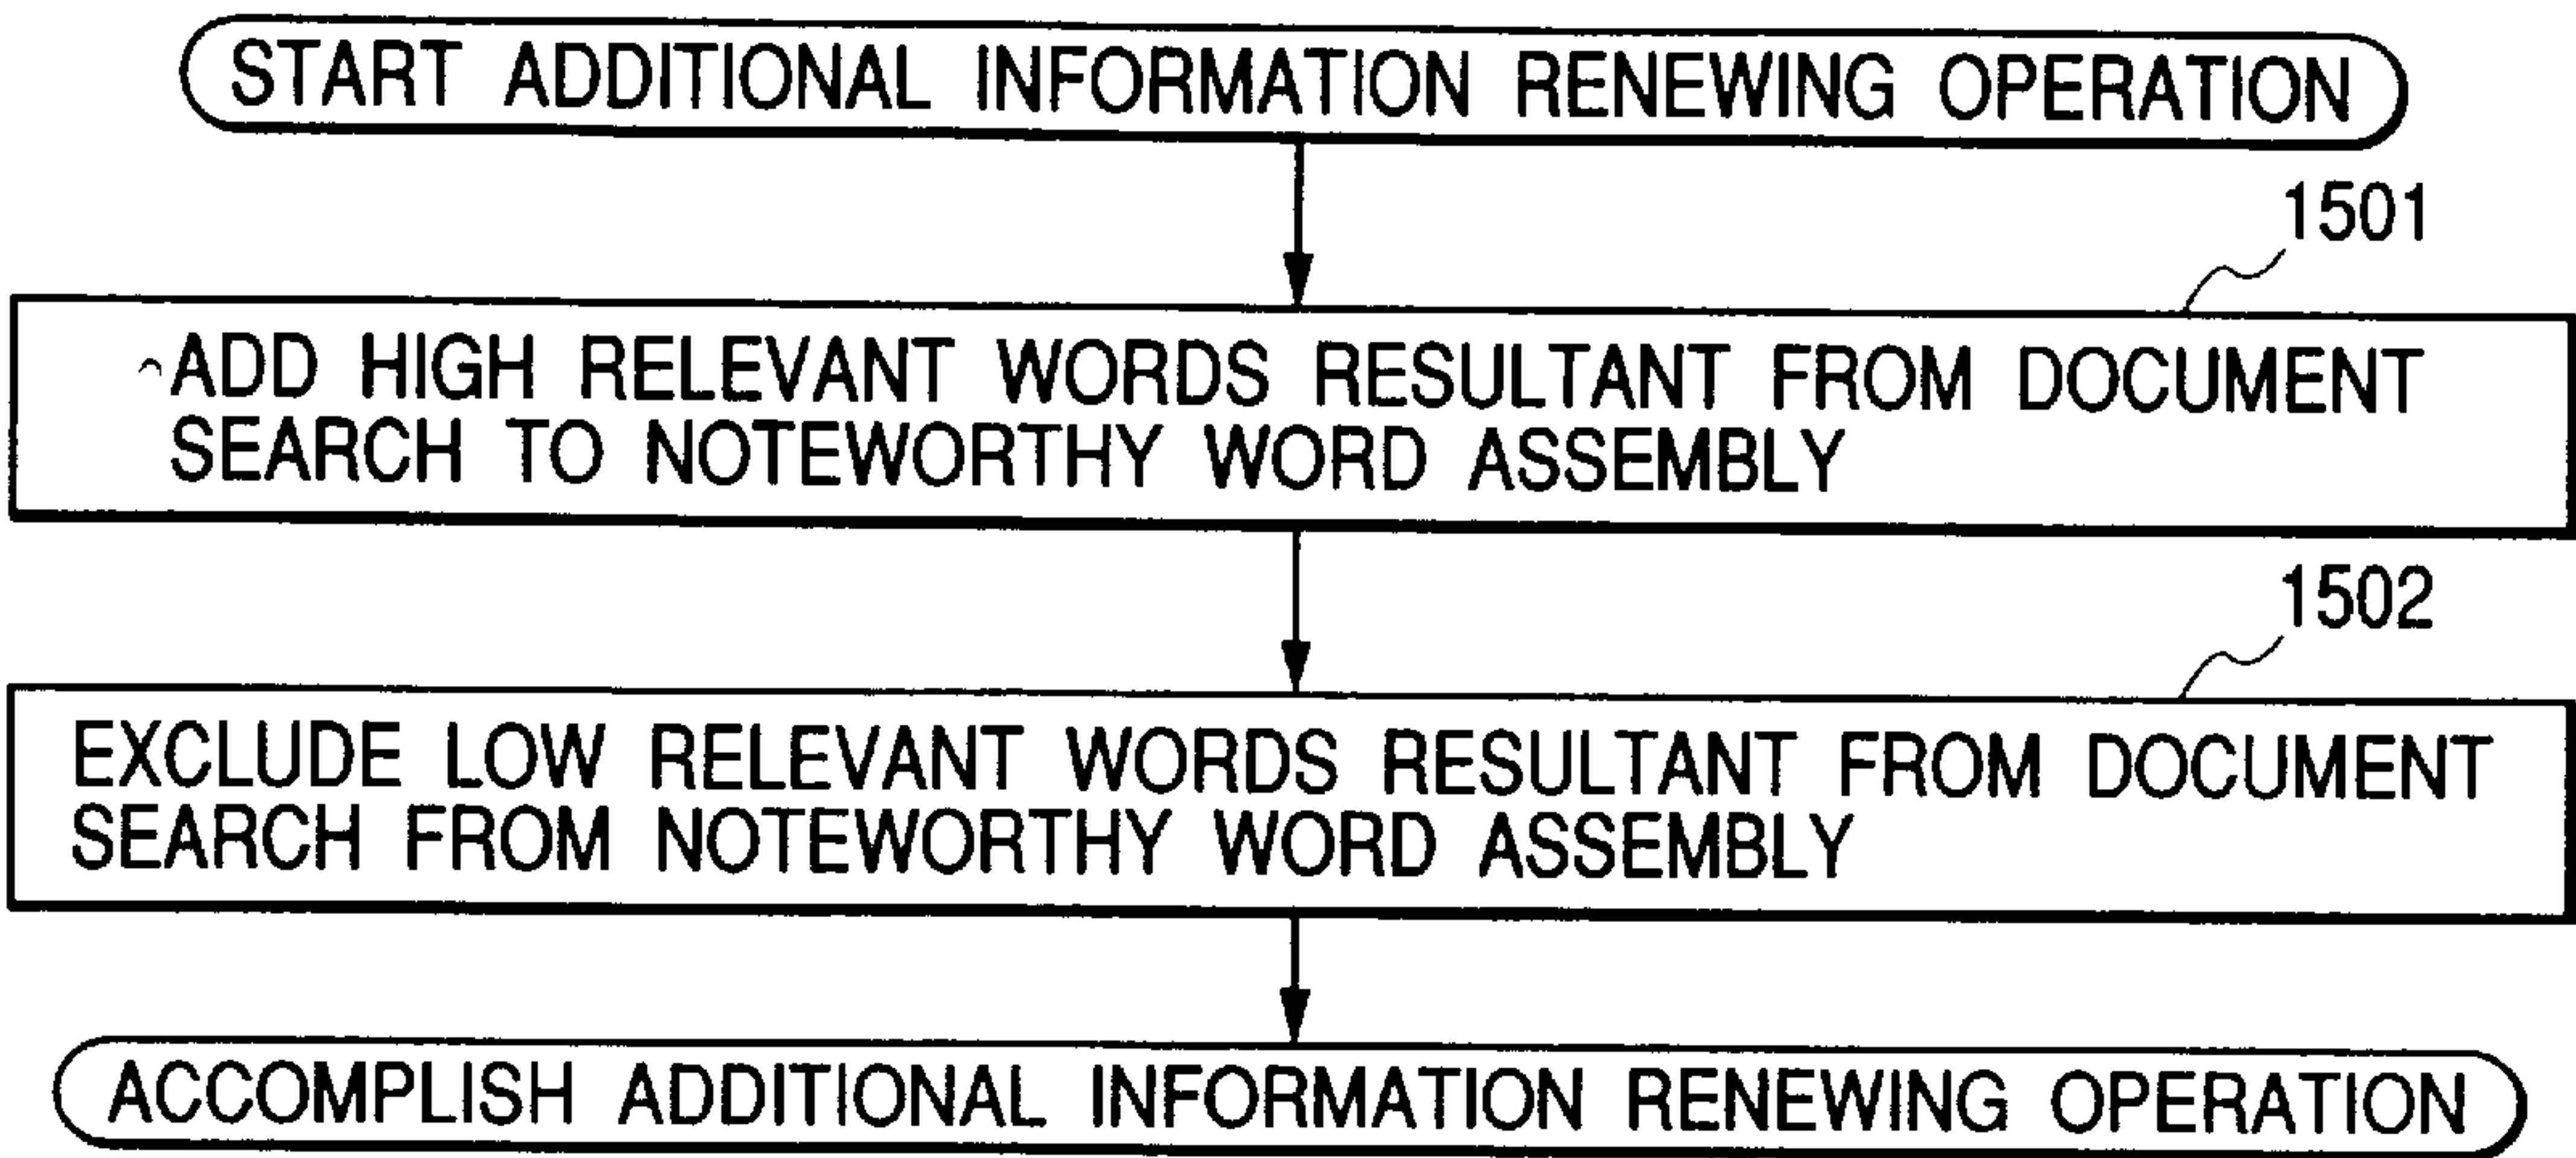 START ADDITIONAL INFORMATION RENEWING OPERATION
1501
ADD HIGH RELEVANT WORDS RESULTANT FROM DOCUMENT
SEARCH TO NOTEWORTHY WORD ASSEMBLY
1502
EXCLUDE LOW RELEVANT WORDS RESULTANT FROM DOCUMENT
SEARCH FROM NOTEWORTHY WORD ASSEMBLY
ACCOMPLISH ADDITIONAL INFORMATION RENEWING OPERATION